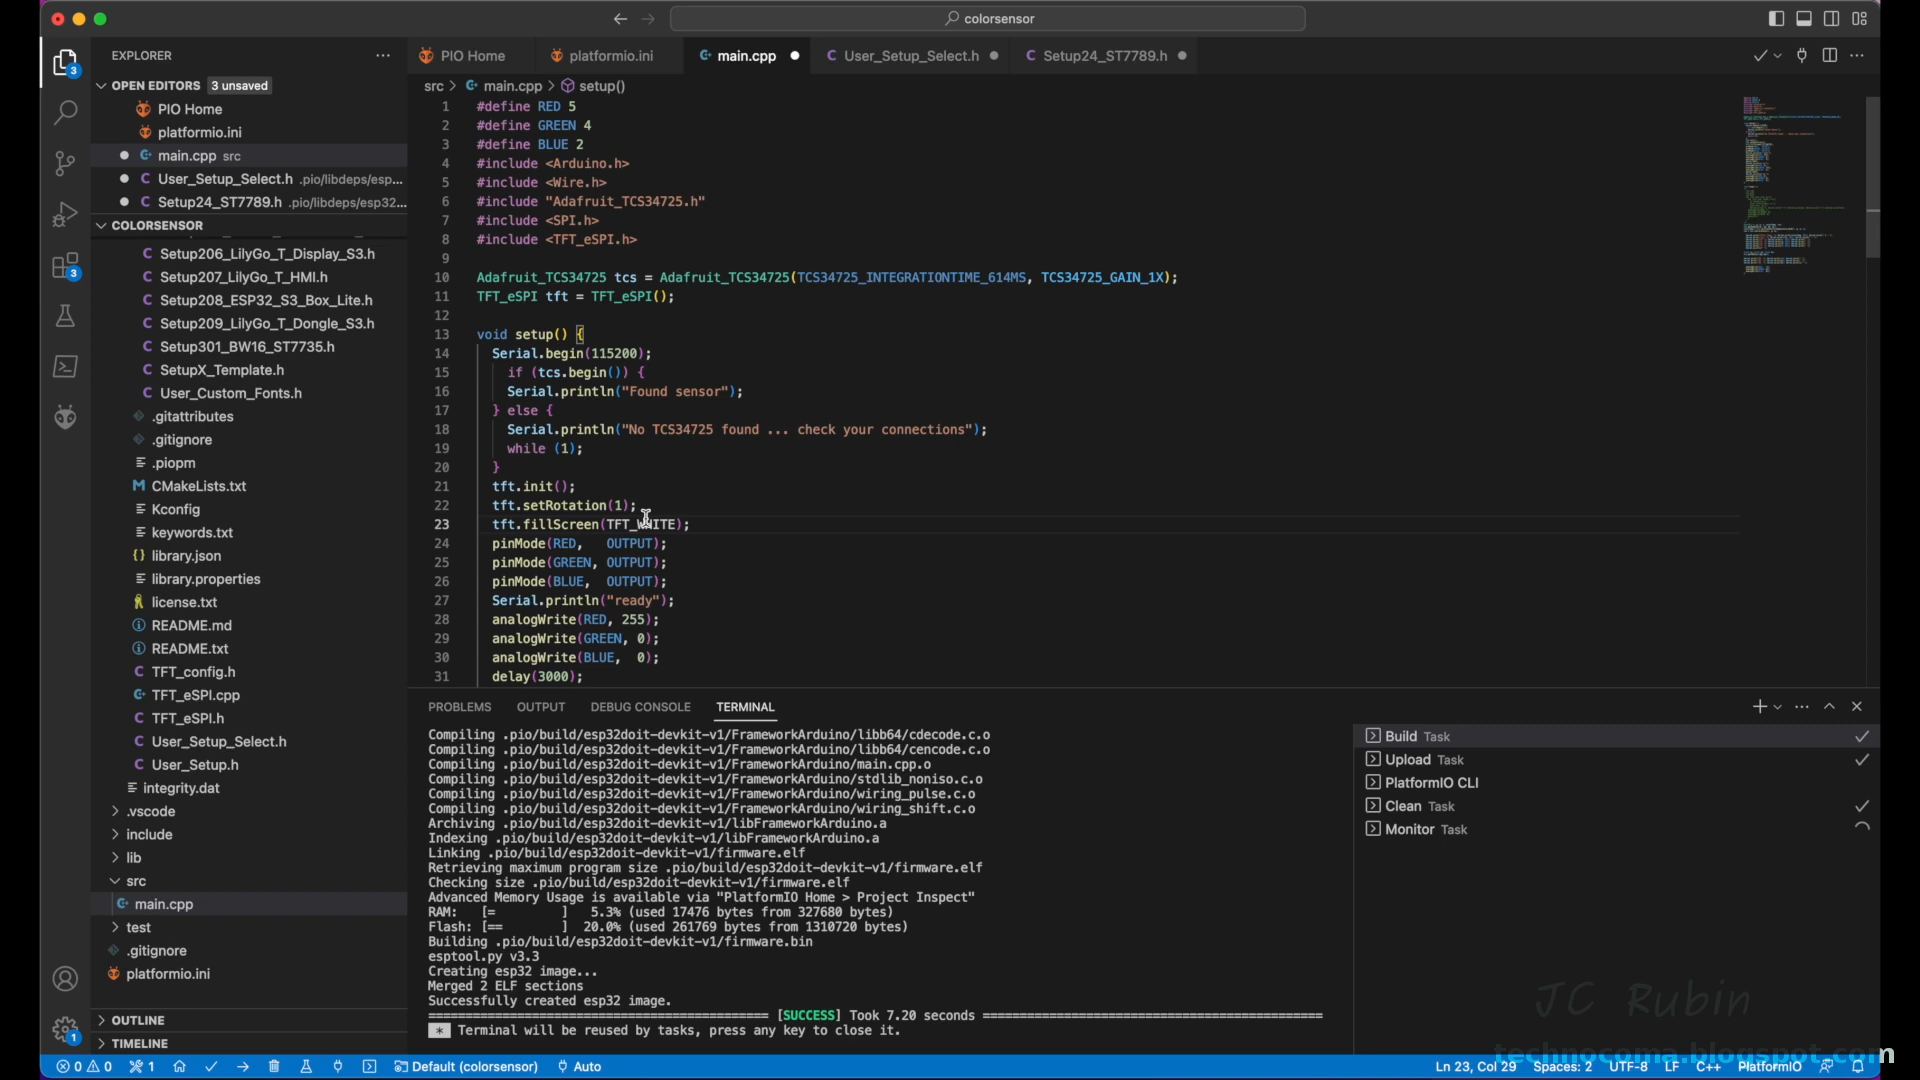 colorsensor
EXPLORER
OPEN EDITORS 3 unsaved
PIO Home
platformio.ini
main.cpp src
User_Setup_Select.h .pio/libdeps/esp...
Setup24_ST7789.h .pio/libdeps/esp32...
COLORSENSOR
Setup206_LilyGo_T_Display_S3.h
Setup207_LilyGo_T_HMI.h
Setup208_ESP32_S3_Box_Lite.h
Setup209_LilyGo_T_Dongle_S3.h
Setup301_BW16_ST7735.h
SetupX_Template.h
User_Custom_Fonts.h
.gitattributes
.gitignore
.piopm
CMakeLists.txt
Kconfig
keywords.txt
library.json
library.properties
license.txt
README.md
README.txt
TFT_config.h
TFT_eSPI.cpp
TFT_eSPI.h
User_Setup_Select.h
User_Setup.h
integrity.dat
.vscode
include
lib
src
main.cpp
test
.gitignore
platformio.ini
OUTLINE
TIMELINE
PIO Home platformio.ini main.cpp User_Setup_Select.h Setup24_ST7789.h
src > main.cpp > setup()
1 #define RED 5
2 #define GREEN 4
3 #define BLUE 2
4 #include <Arduino.h>
5 #include <Wire.h>
6 #include "Adafruit_TCS34725.h"
7 #include <SPI.h>
8 #include <TFT_eSPI.h>
9
10 Adafruit_TCS34725 tcs = Adafruit_TCS34725(TCS34725_INTEGRATIONTIME_614MS, TCS34725_GAIN_1X);
11 TFT_eSPI tft = TFT_eSPI();
12
13 void setup() {
14 Serial.begin(115200);
15 if (tcs.begin()) {
16 Serial.println("Found sensor");
17 } else {
18 Serial.println("No TCS34725 found ... check your connections");
19 while (1);
20 }
21 tft.init();
22 tft.setRotation(1);
23 tft.fillScreen(TFT_WHITE);
24 pinMode(RED, OUTPUT);
25 pinMode(GREEN, OUTPUT);
26 pinMode(BLUE, OUTPUT);
27 Serial.println("ready");
28 analogWrite(RED, 255);
29 analogWrite(GREEN, 0);
30 analogWrite(BLUE, 0);
31 delay(3000);
PROBLEMS OUTPUT DEBUG CONSOLE TERMINAL
Compiling .pio/build/esp32doit-devkit-v1/FrameworkArduino/libb64/cdecode.c.o
Compiling .pio/build/esp32doit-devkit-v1/FrameworkArduino/libb64/cencode.c.o
Compiling .pio/build/esp32doit-devkit-v1/FrameworkArduino/main.cpp.o
Compiling .pio/build/esp32doit-devkit-v1/FrameworkArduino/stdlib_noniso.c.o
Compiling .pio/build/esp32doit-devkit-v1/FrameworkArduino/wiring_pulse.c.o
Compiling .pio/build/esp32doit-devkit-v1/FrameworkArduino/wiring_shift.c.o
Archiving .pio/build/esp32doit-devkit-v1/libFrameworkArduino.a
Indexing .pio/build/esp32doit-devkit-v1/libFrameworkArduino.a
Linking .pio/build/esp32doit-devkit-v1/firmware.elf
Retrieving maximum program size .pio/build/esp32doit-devkit-v1/firmware.elf
Checking size .pio/build/esp32doit-devkit-v1/firmware.elf
Advanced Memory Usage is available via "PlatformIO Home > Project Inspect"
RAM: [= ] 5.3% (used 17476 bytes from 327680 bytes)
Flash: [== ] 20.0% (used 261769 bytes from 1310720 bytes)
Building .pio/build/esp32doit-devkit-v1/firmware.bin
esptool.py v3.3
Creating esp32 image...
Merged 2 ELF sections
Successfully created esp32 image.
============================================= [SUCCESS] Took 7.20 seconds =============================================
* Terminal will be reused by tasks, press any key to close it.
Build Task
Upload Task
PlatformIO CLI
Clean Task
Monitor Task
JC Rubin
technocoma.blogspot.com
0 0 1 Default (colorsensor) Auto Ln 23, Col 29 Spaces: 2 UTF-8 LF C++ PlatformIO